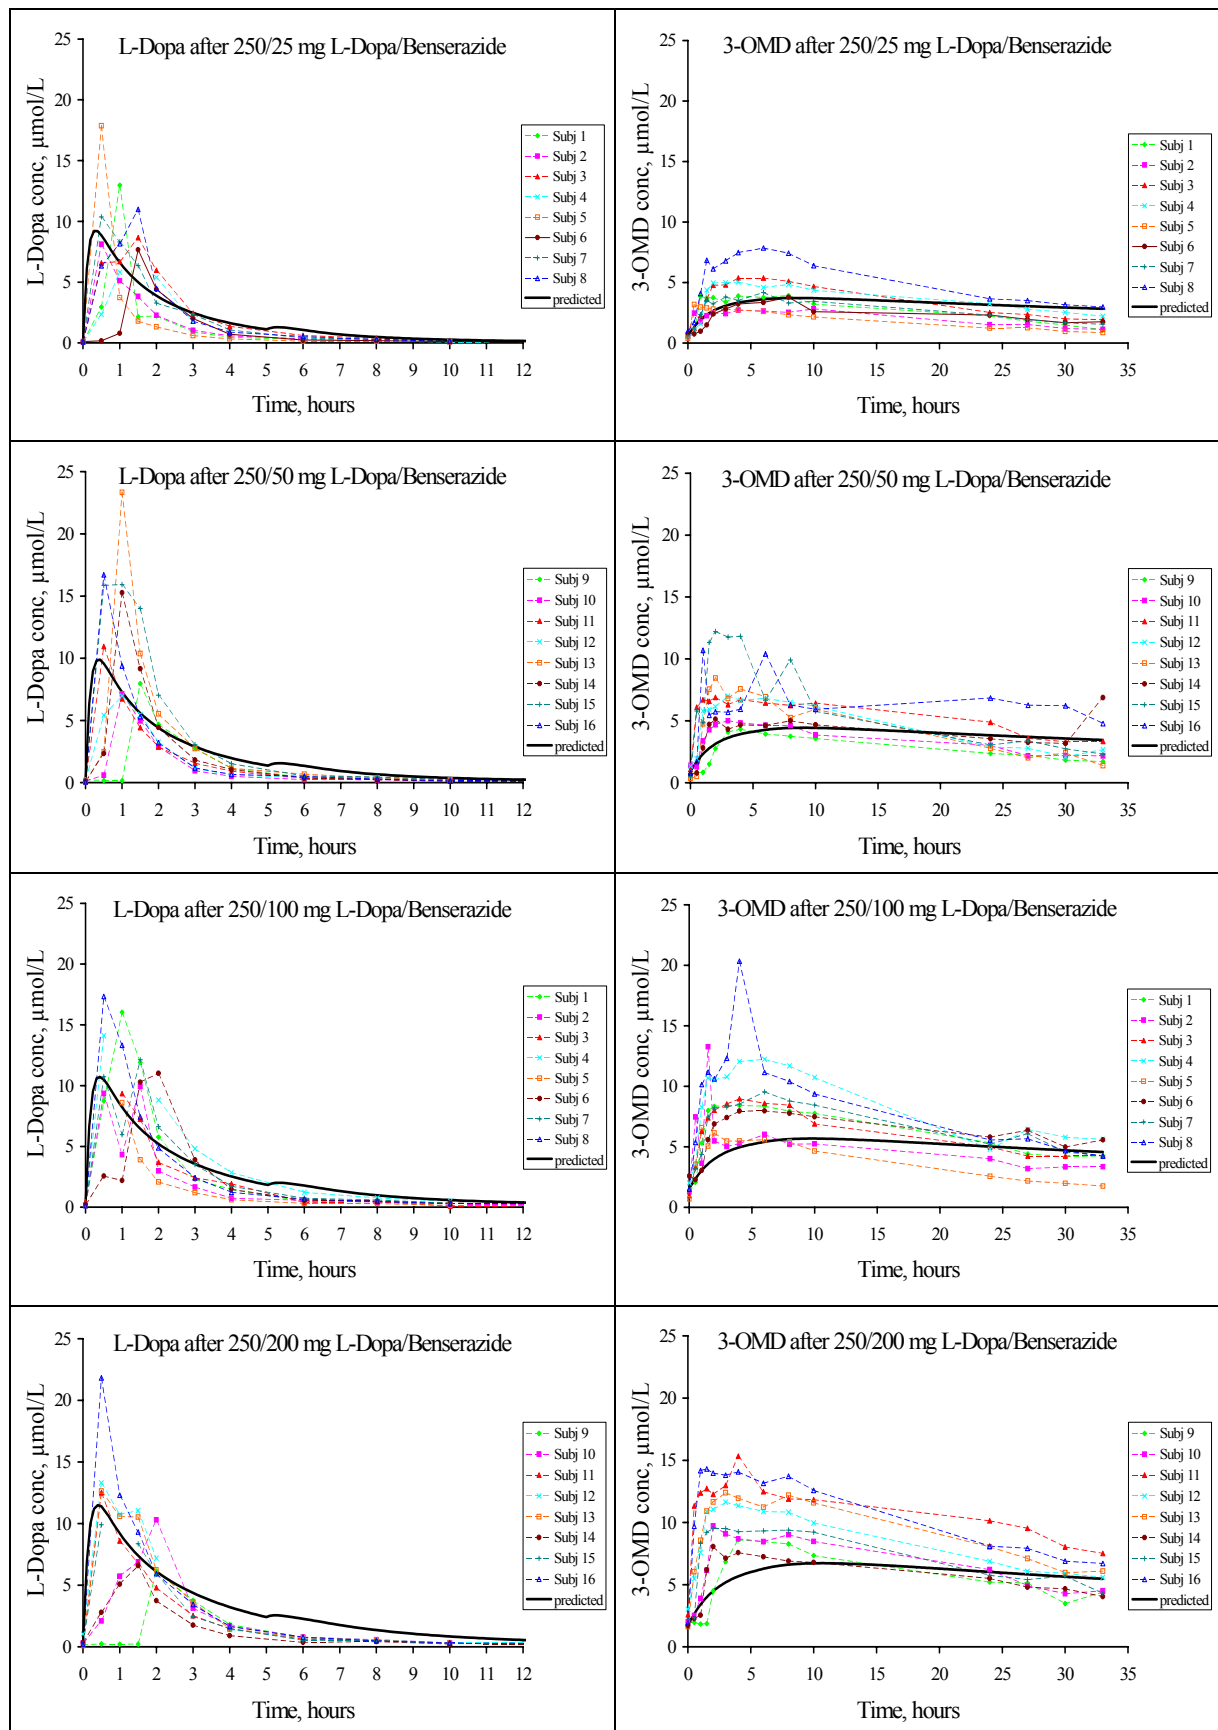 L-Dopa after 250/25 mg L-Dopa/Benserazide
L-Dopa conc, µmol/L
25
20
15
10
5
0
0 1 2 3 4 5 6 7 8 9 10 11 12
Time, hours
Subj 1
Subj 2
Subj 3
Subj 4
Subj 5
Subj 6
Subj 7
Subj 8
predicted
3-OMD after 250/25 mg L-Dopa/Benserazide
3-OMD conc, µmol/L
25
20
15
10
5
0
0 5 10 15 20 25 30 35
Time, hours
Subj 1
Subj 2
Subj 3
Subj 4
Subj 5
Subj 6
Subj 7
Subj 8
predicted
L-Dopa after 250/50 mg L-Dopa/Benserazide
L-Dopa conc, µmol/L
25
20
15
10
5
0
0 1 2 3 4 5 6 7 8 9 10 11 12
Time, hours
Subj 9
Subj 10
Subj 11
Subj 12
Subj 13
Subj 14
Subj 15
Subj 16
predicted
3-OMD after 250/50 mg L-Dopa/Benserazide
3-OMD conc, µmol/L
25
20
15
10
5
0
0 5 10 15 20 25 30 35
Time, hours
Subj 9
Subj 10
Subj 11
Subj 12
Subj 13
Subj 14
Subj 15
Subj 16
predicted
L-Dopa after 250/100 mg L-Dopa/Benserazide
L-Dopa conc, µmol/L
25
20
15
10
5
0
0 1 2 3 4 5 6 7 8 9 10 11 12
Time, hours
Subj 1
Subj 2
Subj 3
Subj 4
Subj 5
Subj 6
Subj 7
Subj 8
predicted
3-OMD after 250/100 mg L-Dopa/Benserazide
3-OMD conc, µmol/L
25
20
15
10
5
0
0 5 10 15 20 25 30 35
Time, hours
Subj 1
Subj 2
Subj 3
Subj 4
Subj 5
Subj 6
Subj 7
Subj 8
predicted
L-Dopa after 250/200 mg L-Dopa/Benserazide
L-Dopa conc, µmol/L
25
20
15
10
5
0
0 1 2 3 4 5 6 7 8 9 10 11 12
Time, hours
Subj 9
Subj 10
Subj 11
Subj 12
Subj 13
Subj 14
Subj 15
Subj 16
predicted
3-OMD after 250/200 mg L-Dopa/Benserazide
3-OMD conc, µmol/L
25
20
15
10
5
0
0 5 10 15 20 25 30 35
Time, hours
Subj 9
Subj 10
Subj 11
Subj 12
Subj 13
Subj 14
Subj 15
Subj 16
predicted